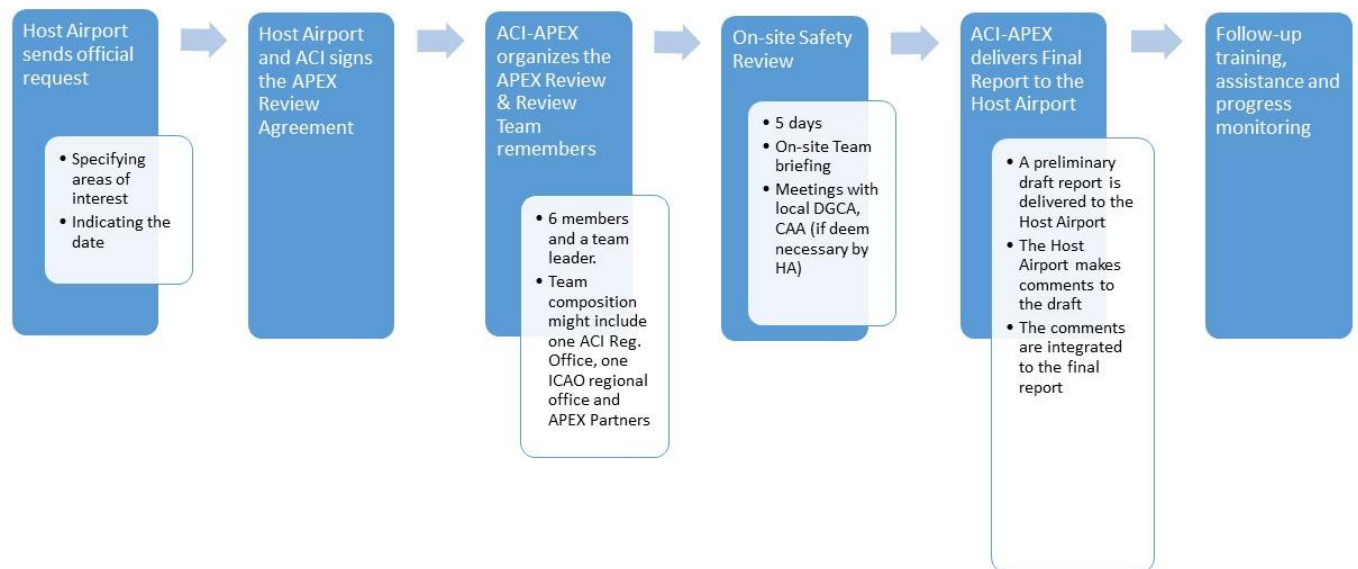 Host Airport
sends official
request
• Specifying
areas of
interest
• Indicating the
date
Host Airport
and ACI signs
the APEX
Review
Agreement
ACI-APEX
organizes the
APEX Review
& Review
Team
remembers
• 6 members
and a team
leader.
• Team
composition
might include
one ACI Reg.
Office, one
ICAO regional
office and
APEX Partners
On-site Safety
Review
• 5 days
• On-site Team
briefing
• Meetings with
local DGCA,
CAA (if deem
necessary by
HA)
ACI-APEX
delivers Final
Report to the
Host Airport
• A preliminary
draft report is
delivered to the
Host Airport
• The Host
Airport makes
comments to
the draft
• The comments
are integrated
to the final
report
Follow-up
training,
assistance and
progress
monitoring